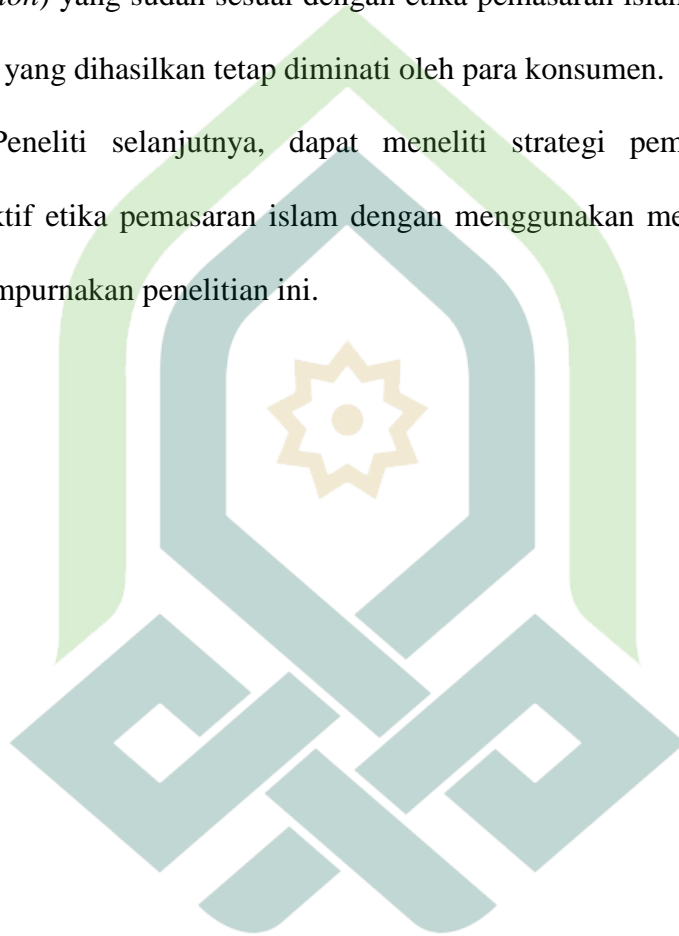 on) yang sudah sesuai dengan etika pemasaran islam
yang dihasilkan tetap diminati oleh para konsumen.
Peneliti selanjutnya, dapat meneliti strategi pem
ktif etika pemasaran islam dengan menggunakan me
mpurnakan penelitian ini.